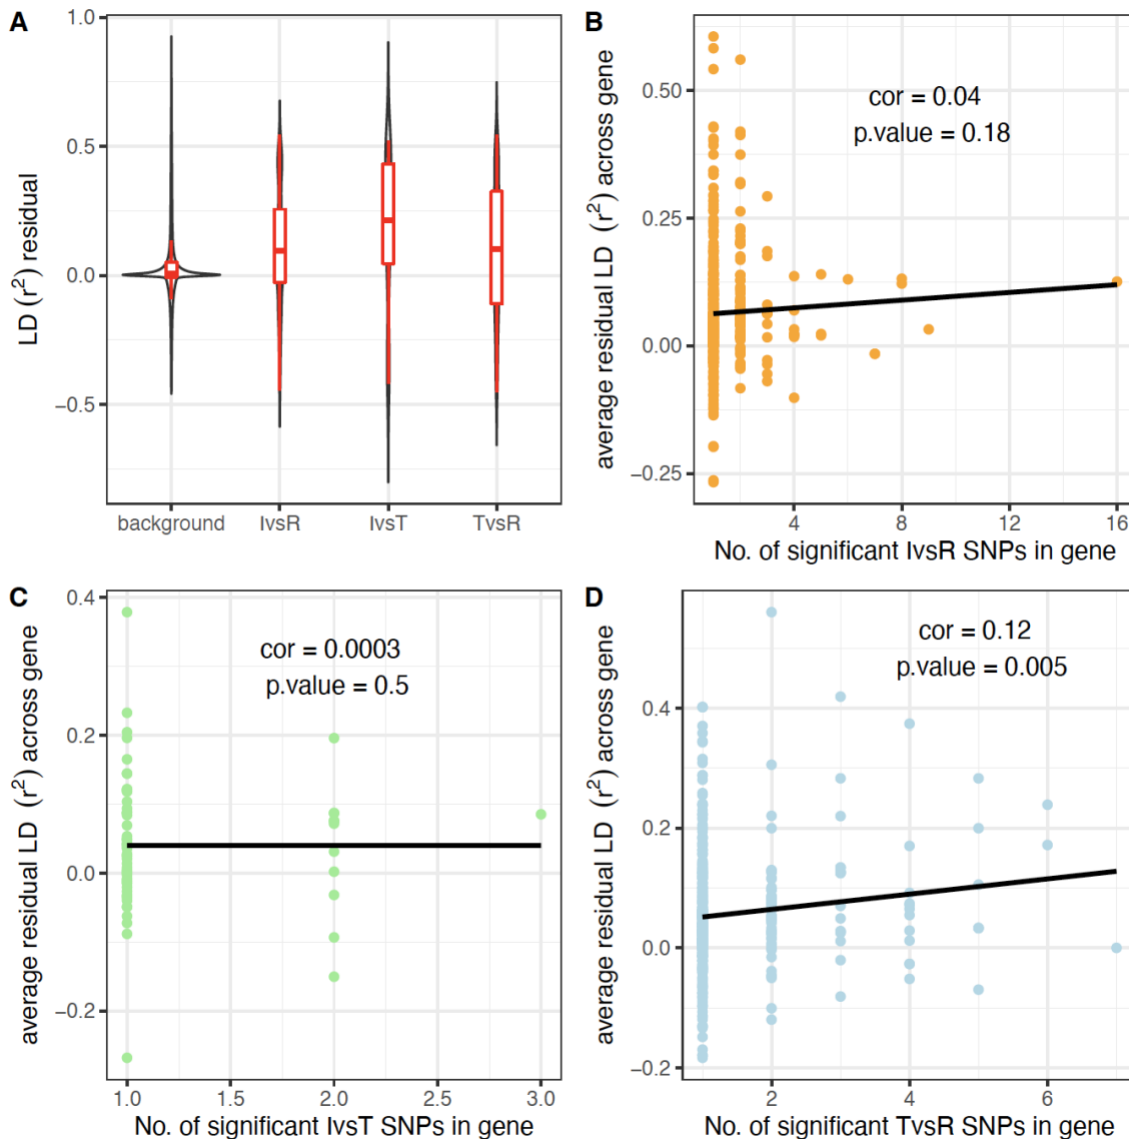 A
LD (r²) residual
1.0
0.5
0.0
−0.5
background
IvsR
IvsT
TvsR
B
average residual LD (r²) across gene
0.50
0.25
0.00
−0.25
cor = 0.04
p.value = 0.18
4
8
12
16
No. of significant IvsR SNPs in gene
C
average residual LD (r²) across gene
0.4
0.2
0.0
−0.2
cor = 0.0003
p.value = 0.5
1.0
1.5
2.0
2.5
3.0
No. of significant IvsT SNPs in gene
D
average residual LD (r²) across gene
0.4
0.2
0.0
−0.2
cor = 0.12
p.value = 0.005
2
4
6
No. of significant TvsR SNPs in gene